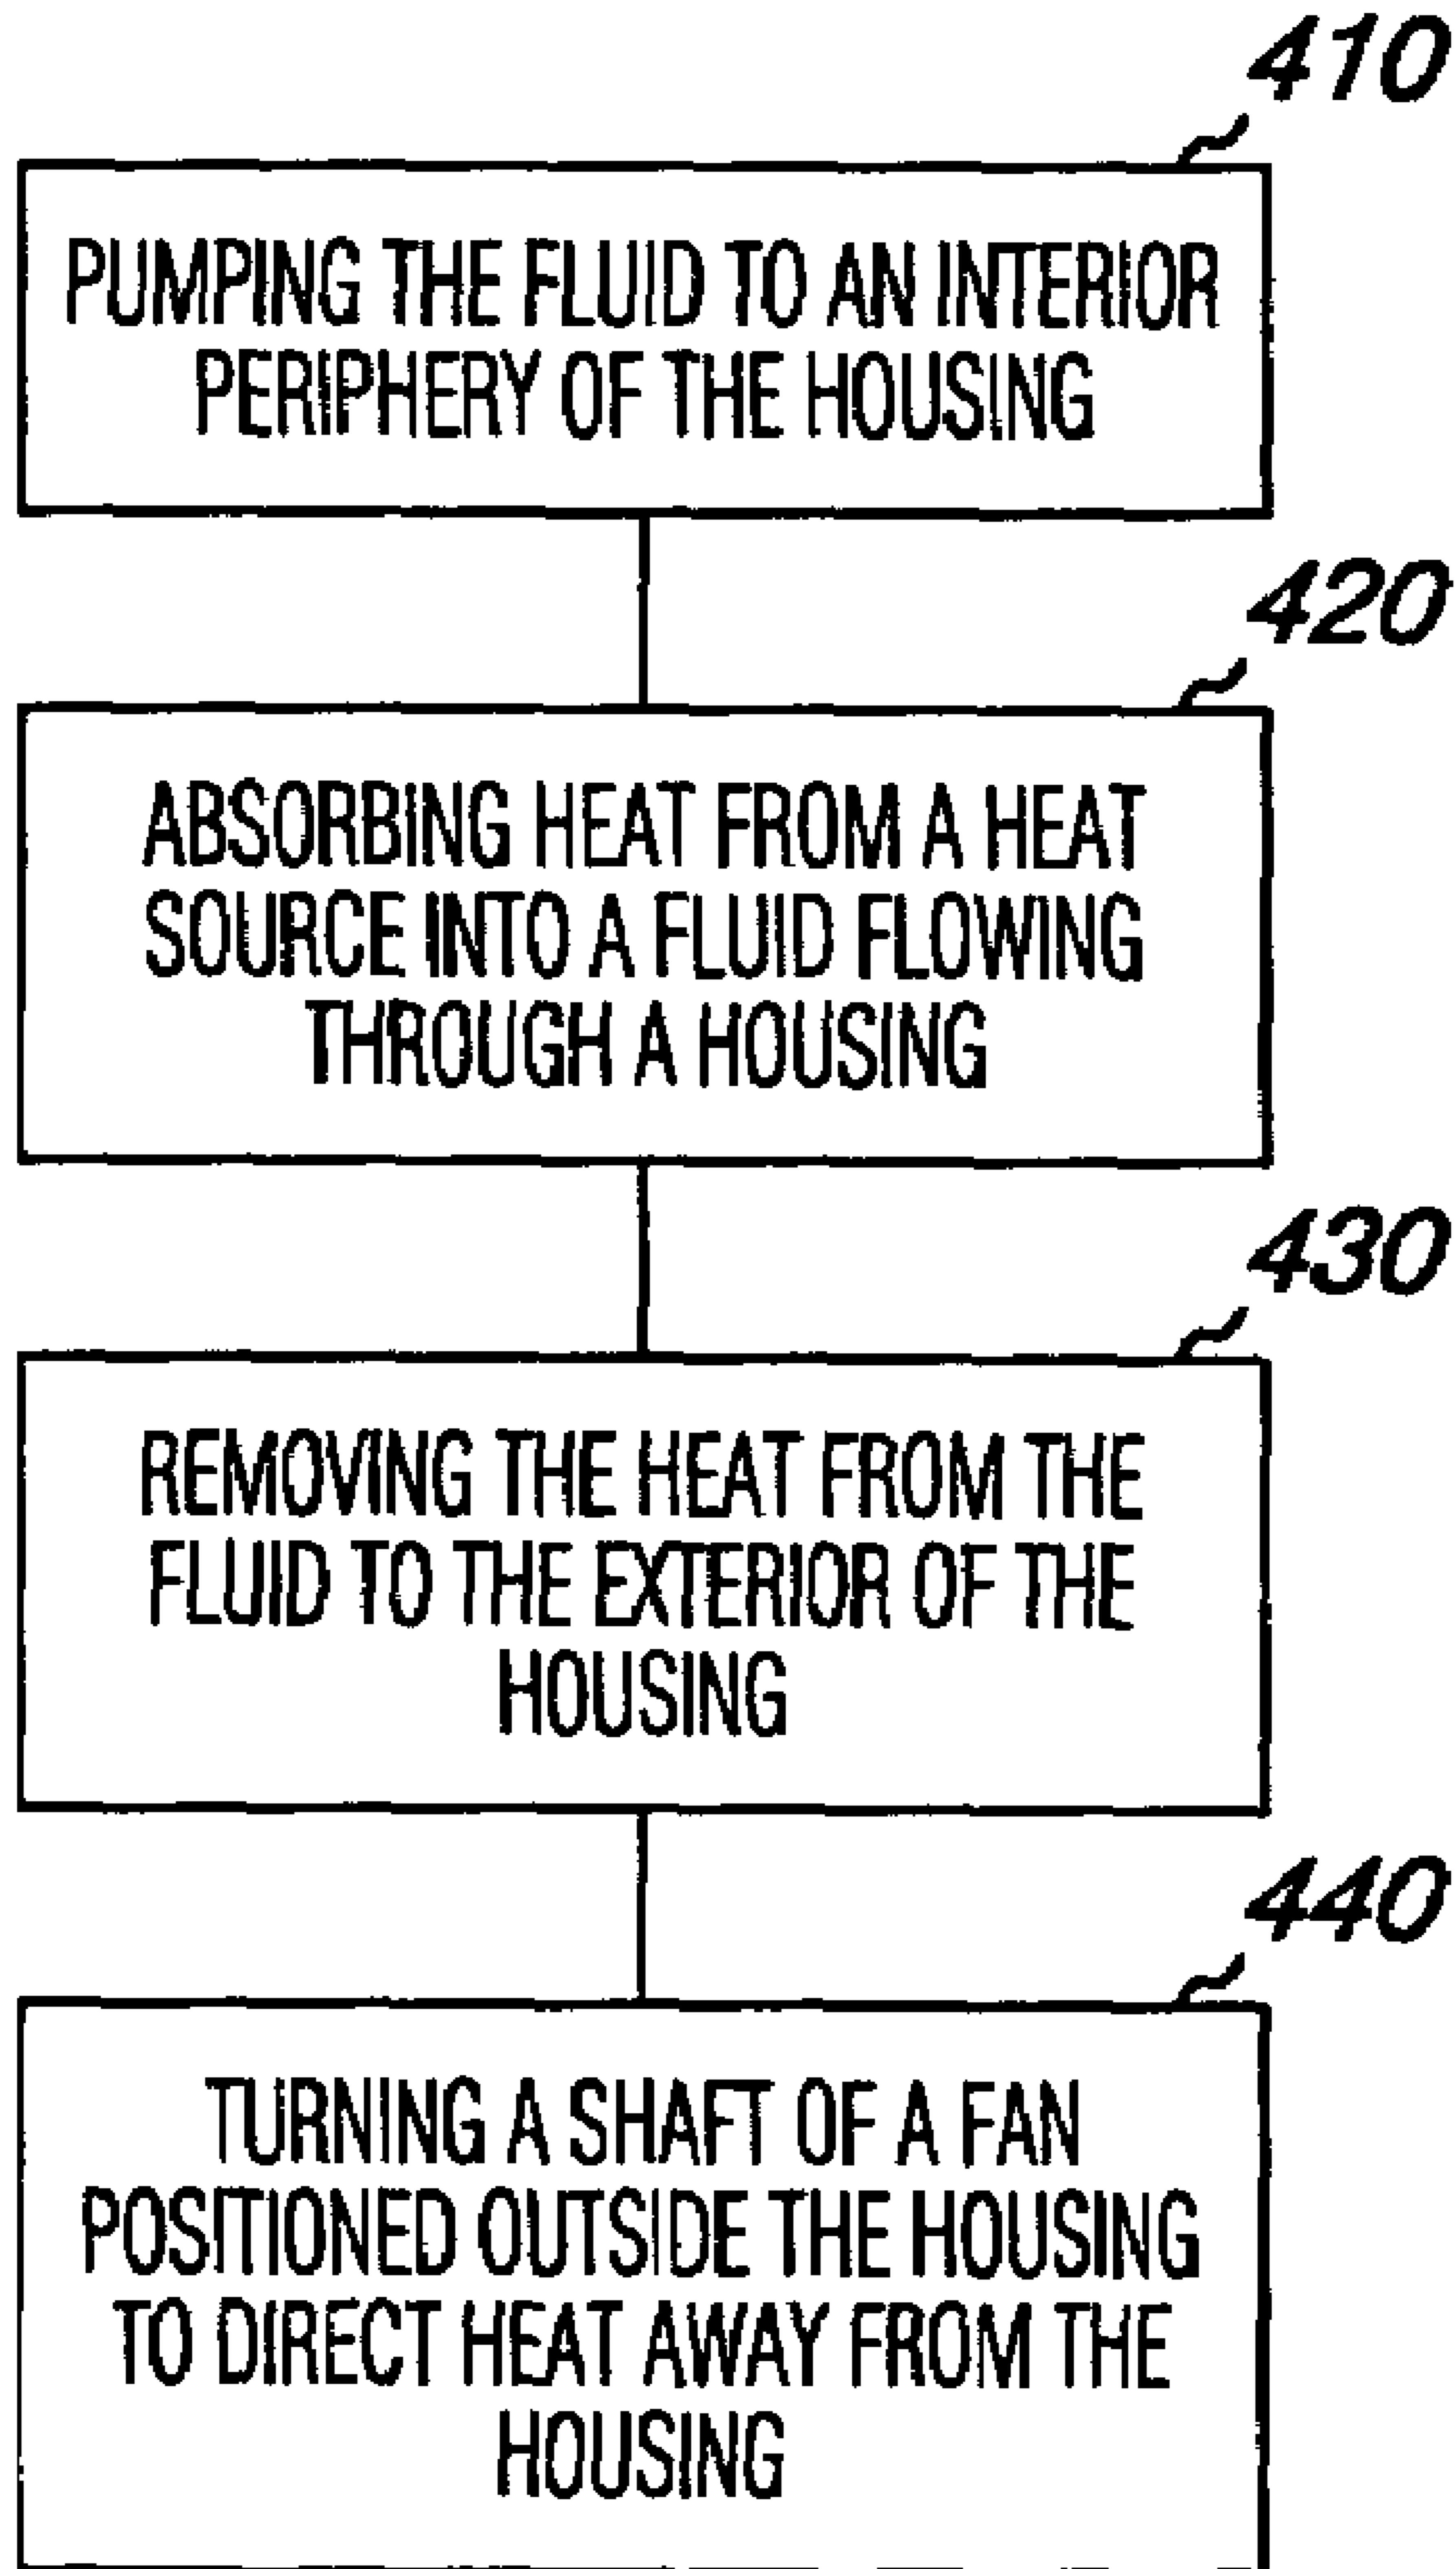 410
PUMPING THE FLUID TO AN INTERIOR
PERIPHERY OF THE HOUSING
420
ABSORBING HEAT FROM A HEAT
SOURCE INTO A FLUID FLOWING
THROUGH A HOUSING
430
REMOVING THE HEAT FROM THE
FLUID TO THE EXTERIOR OF THE
HOUSING
440
TURNING A SHAFT OF A FAN
POSITIONED OUTSIDE THE HOUSING
TO DIRECT HEAT AWAY FROM THE
HOUSING